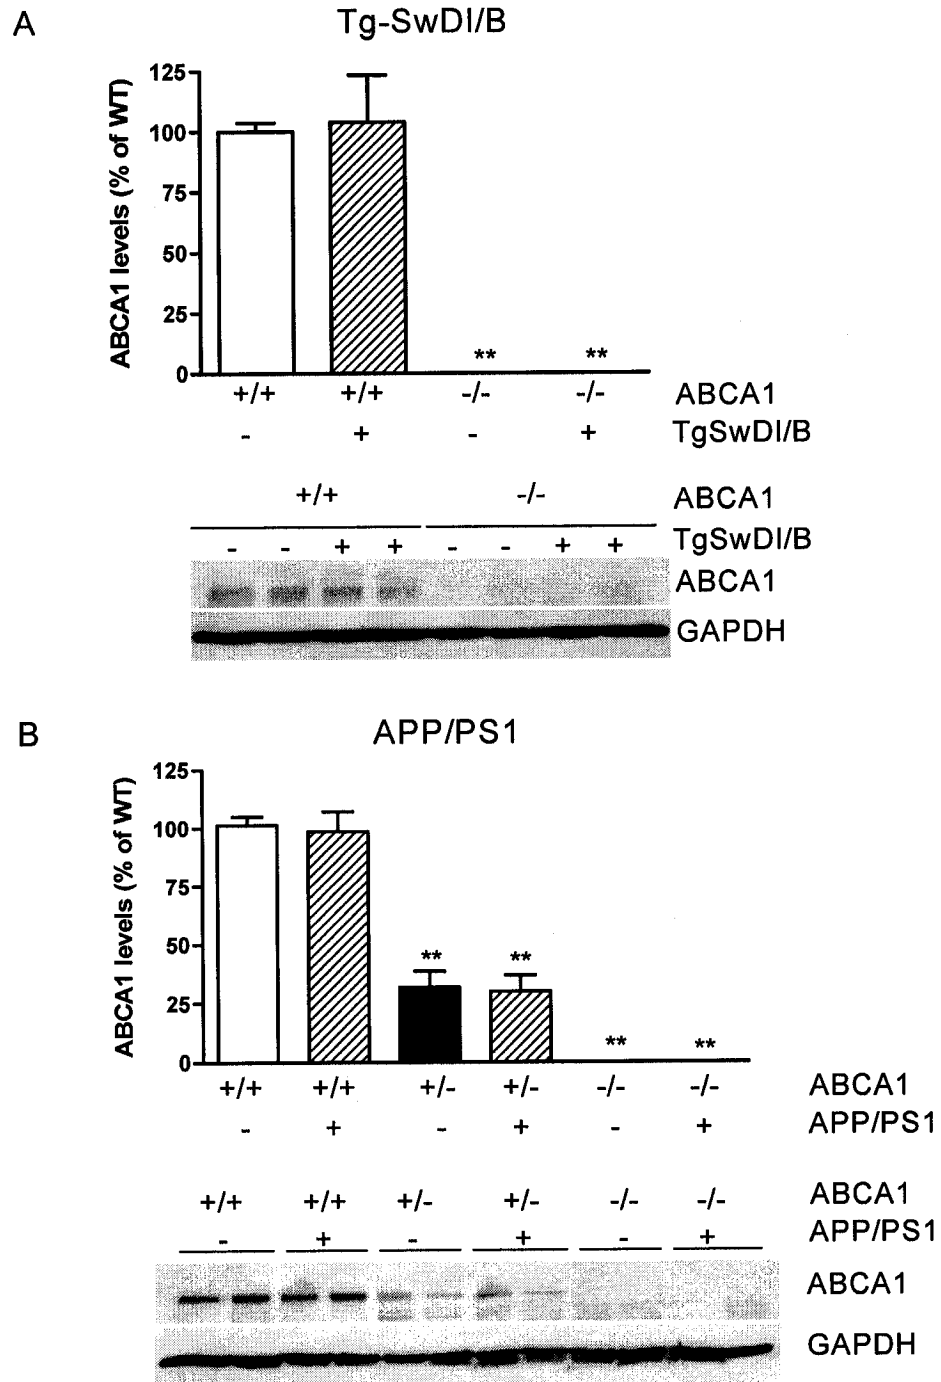 A
Tg-SwDI/B
ABCA1 levels (% of WT)
125
100
75
50
25
0
** **
+/+ +/+ -/- -/- ABCA1
- + - + TgSwDI/B
+/+ -/- ABCA1
- - + + - - + + TgSwDI/B
ABCA1
GAPDH
B
APP/PS1
ABCA1 levels (% of WT)
125
100
75
50
25
0
** ** ** **
+/+ +/+ +/- +/- -/- -/- ABCA1
- + - + - + APP/PS1
+/+ +/+ +/- +/- -/- -/- ABCA1
- + - + - + APP/PS1
ABCA1
GAPDH